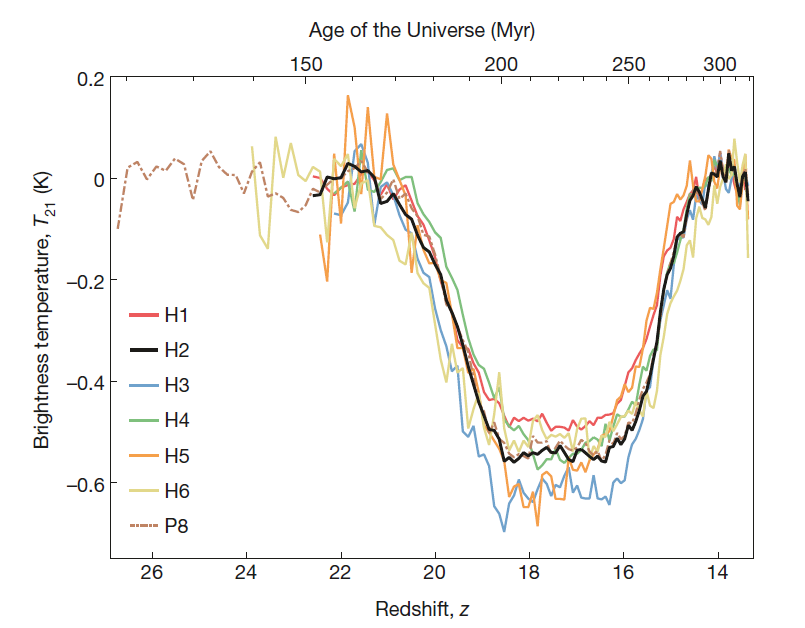 Age of the Universe (Myr)
150 200 250 300
0.2
0
−0.2
−0.4
−0.6
Brightness temperature, T21 (K)
H1
H2
H3
H4
H5
H6
P8
26 24 22 20 18 16 14
Redshift, z